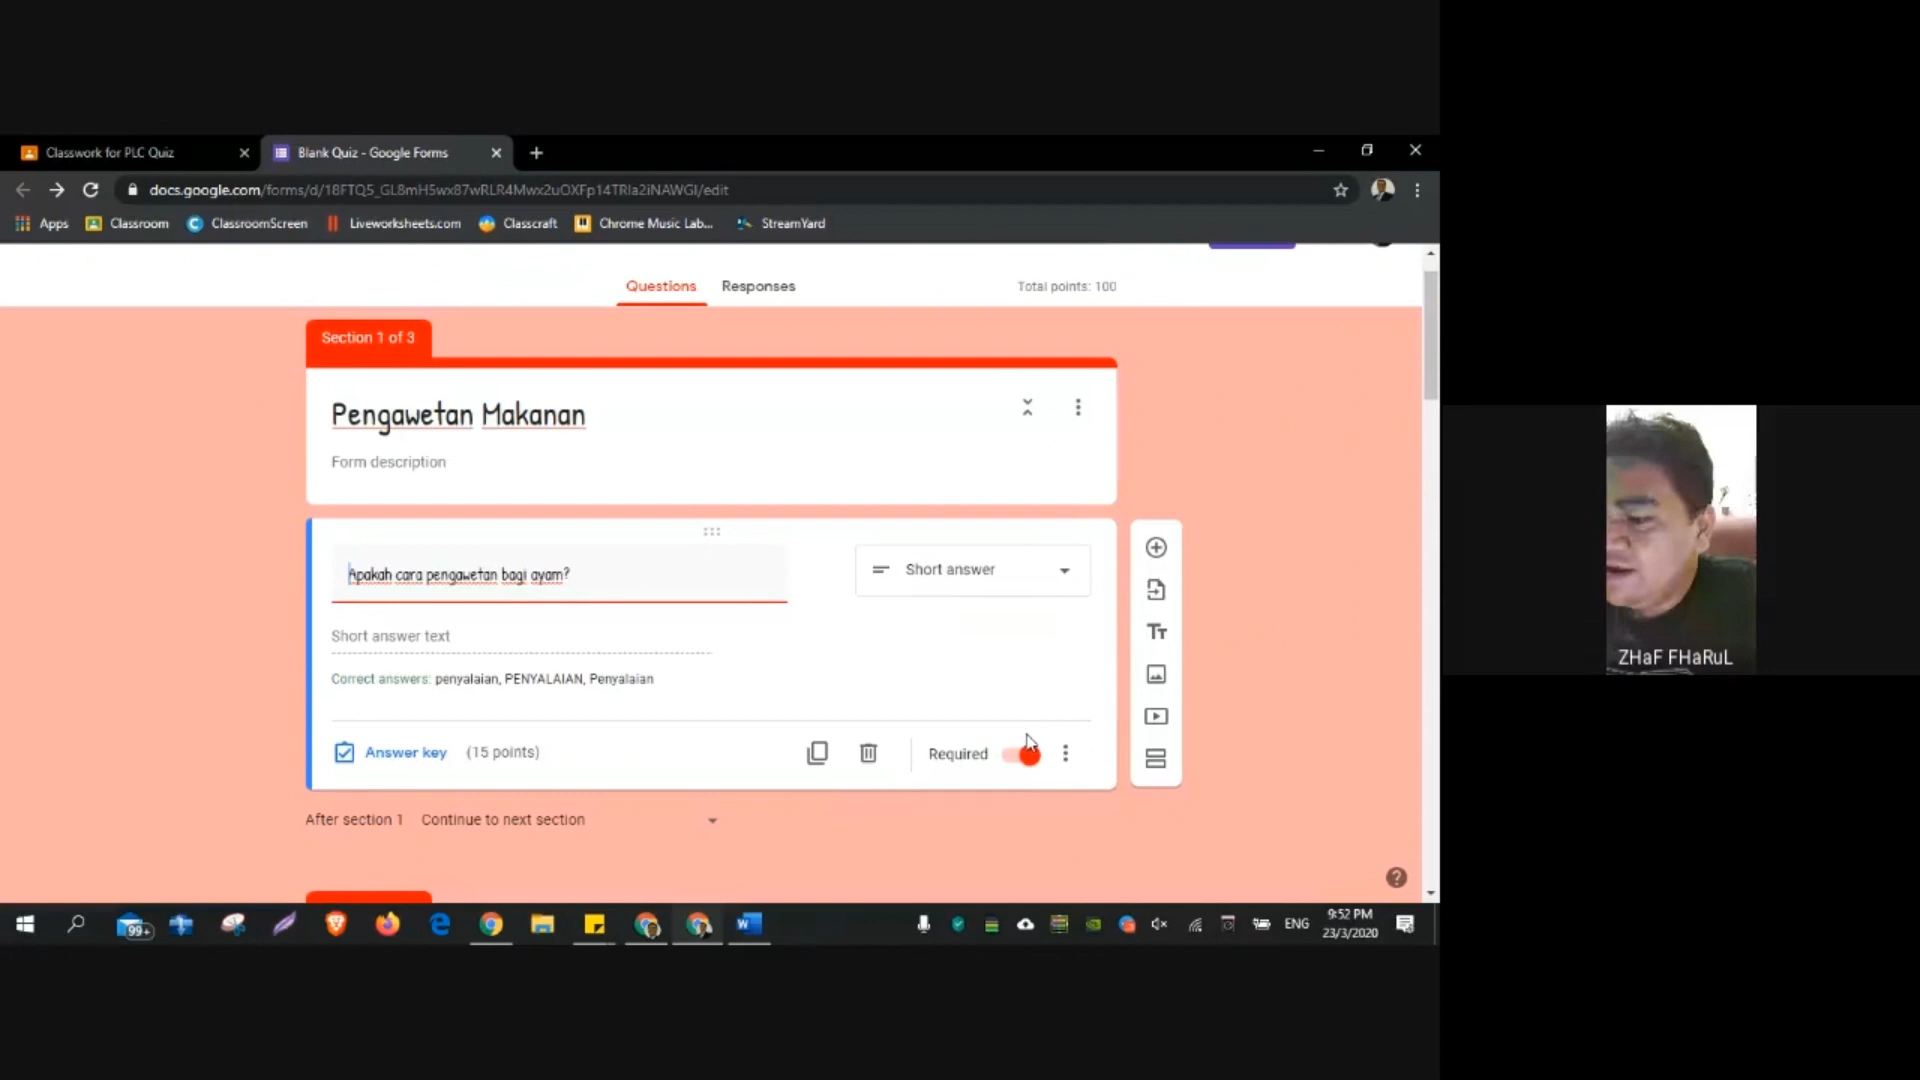 Classwork for PLC Quiz
Blank Quiz - Google Forms
docs.google.com/forms/d/18FTQ5_GL8mH5wx87wRLR4Mwx2uOXFp14TRla2iNAWGI/edit
Apps Classroom ClassroomScreen Liveworksheets.com Classcraft Chrome Music Lab... StreamYard
Questions Responses Total points: 100
Section 1 of 3
Pengawetan Makanan
Form description
Apakah cara pengawetan bagi ayam?
Short answer
Short answer text
Correct answers: penyalaian, PENYALAIAN, Penyalaian
Answer key (15 points)
Required
After section 1 Continue to next section
ZHaF FHaRuL
99+
ENG
9:52 PM
23/3/2020